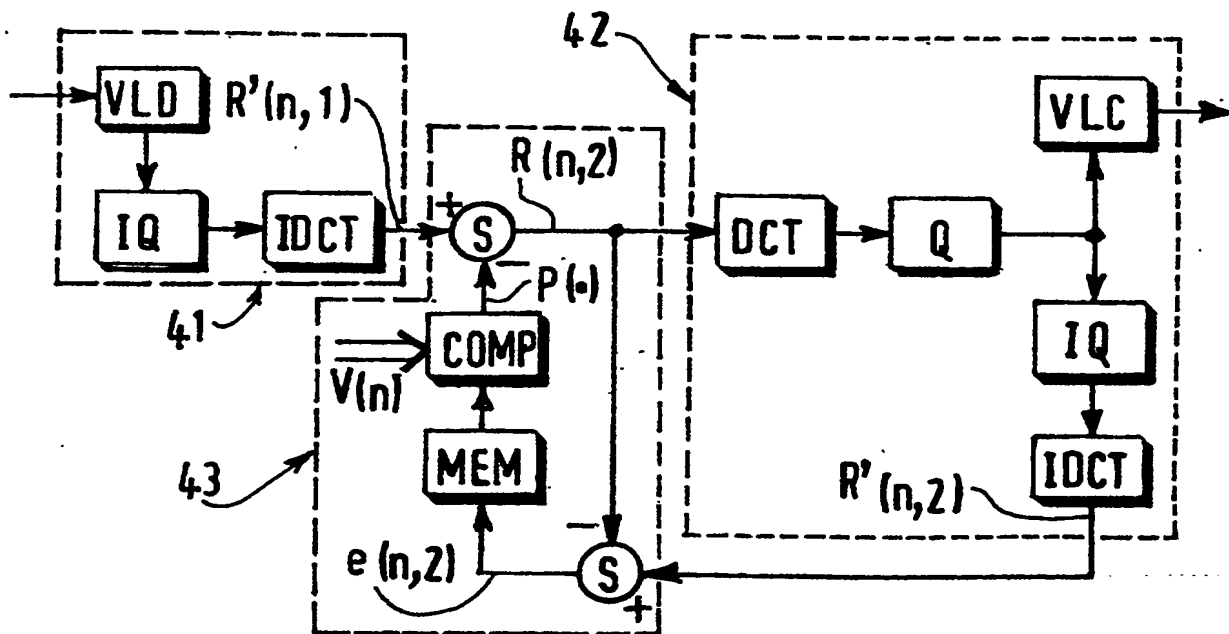 42
VLD
R'(n,1)
VLC
R(n,2)
+
IQ
IDCT
S
DCT
Q
−
P(•)
41
COMP
IQ
V(n)
MEM
IDCT
43
R'(n,2)
−
e(n,2)
S
+